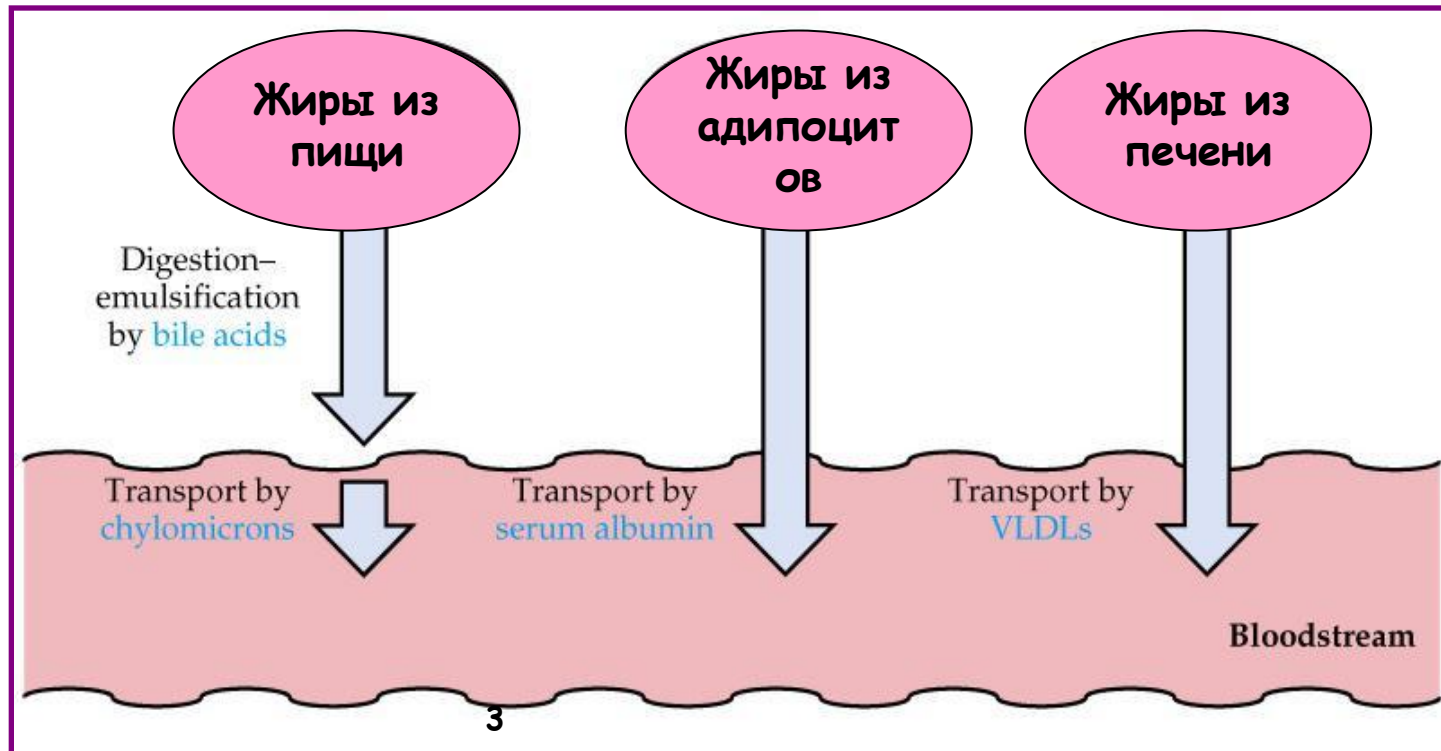 Жиры из
пищи
Жиры из
адипоцит
ов
Жиры из
печени
Digestion–
emulsification
by bile acids
Transport by
chylomicrons
Transport by
serum albumin
Transport by
VLDLs
Bloodstream
3